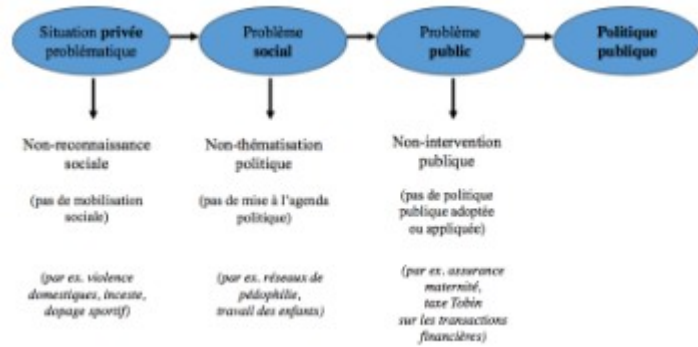 Situation privée
problématique
Problème
social
Problème
public
Politique
publique
Non-reconnaissance
sociale
(pas de mobilisation
sociale)
(par ex. violence
domestiques, inceste,
dopage sportif)
Non-thématisation
politique
(pas de mise à l'agenda
politique)
(par ex. réseaux de
pédophilie,
travail des enfants)
Non-intervention
publique
(pas de politique
publique adoptée
ou appliquée)
(par ex. assurance
maternité,
taxe Tobin
sur les transactions
financières)